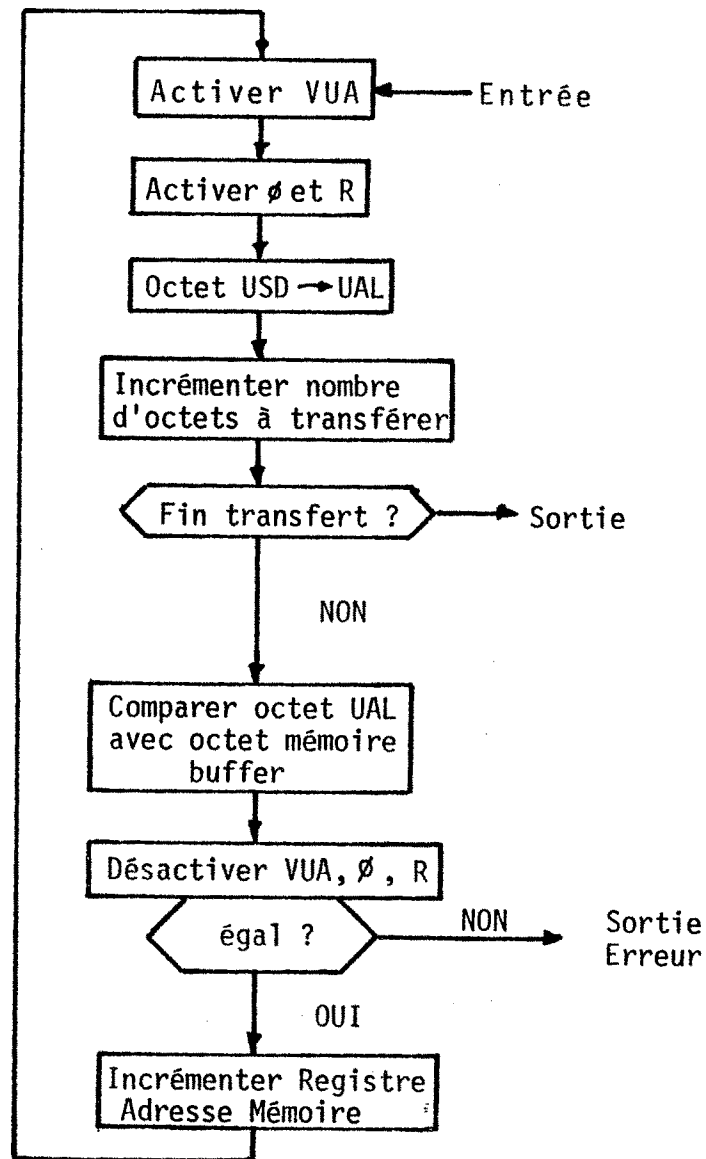 Activer VUA
Entrée
Activer ø et R
Octet USD → UAL
Incrémenter nombre
d'octets à transférer
Fin transfert ?
Sortie
NON
Comparer octet UAL
avec octet mémoire
buffer
Désactiver VUA, Ø, R
égal ?
NON
Sortie
Erreur
OUI
Incrémenter Registre
Adresse Mémoire